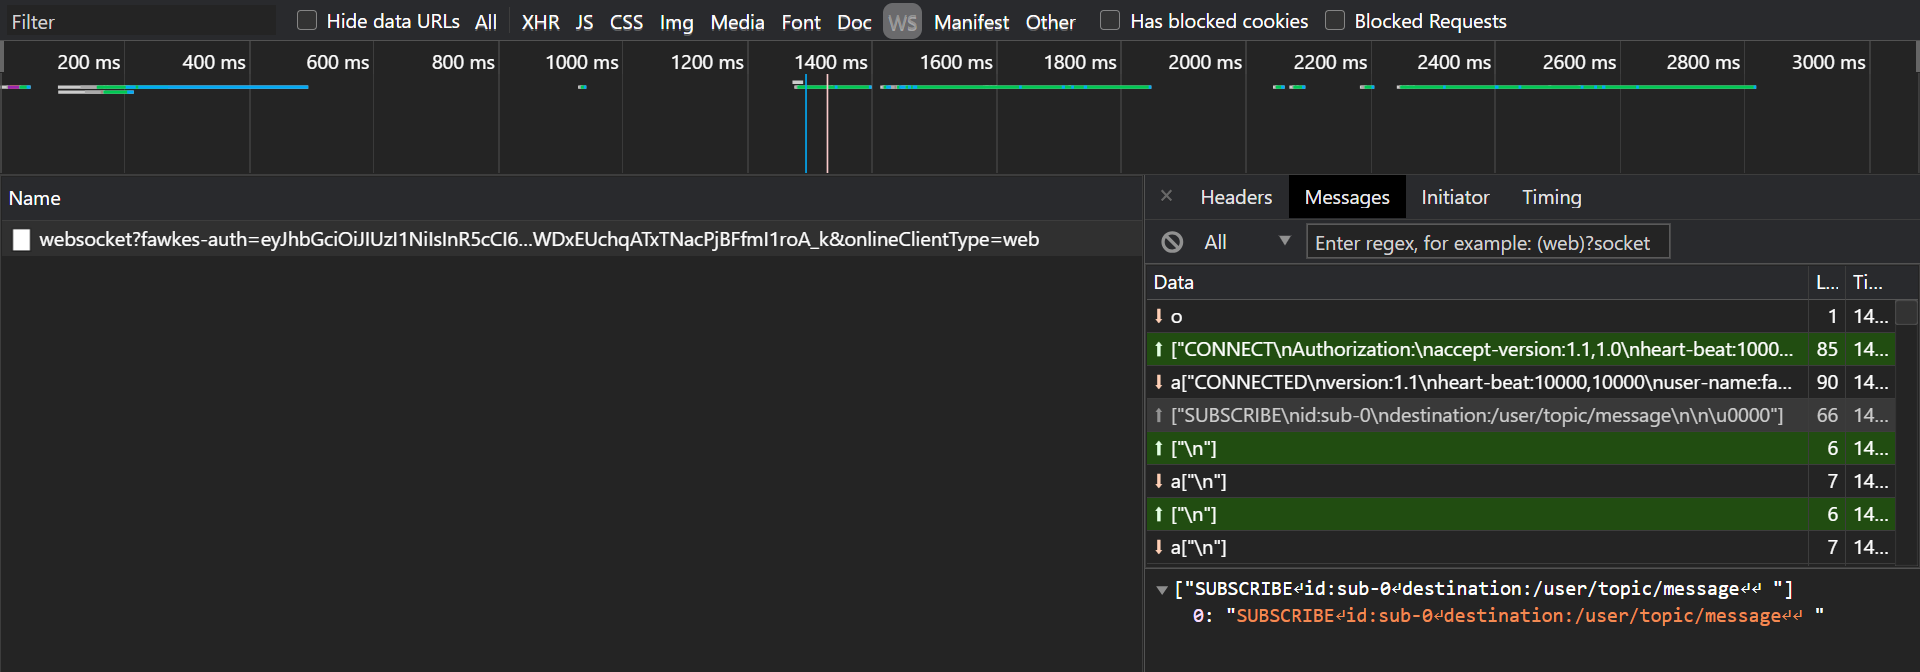 Filter Hide data URLs All XHR JS CSS Img Media Font Doc WS Manifest Other Has blocked cookies Blocked Requests
200 ms 400 ms 600 ms 800 ms 1000 ms 1200 ms 1400 ms 1600 ms 1800 ms 2000 ms 2200 ms 2400 ms 2600 ms 2800 ms 3000 ms
Name
websocket?fawkes-auth=eyJhbGciOiJIUzI1NiIsInR5cCI6...WDxEUchqATxTNacPjBFfmI1roA_k&onlineClientType=web
× Headers Messages Initiator Timing
All ▼ Enter regex, for example: (web)?socket
Data L... Ti...
↓ o 1 14...
↑ ["CONNECT\nAuthorization:\naccept-version:1.1,1.0\nheart-beat:1000... 85 14...
↓ a["CONNECTED\nversion:1.1\nheart-beat:10000,10000\nuser-name:fa... 90 14...
↑ ["SUBSCRIBE\nid:sub-0\ndestination:/user/topic/message\n\n\u0000"] 66 14...
↑ ["\n"] 6 14...
↓ a["\n"] 7 14...
↑ ["\n"] 6 14...
↓ a["\n"] 7 14...
▼ ["SUBSCRIBE↵id:sub-0↵destination:/user/topic/message↵↵ "]
0: "SUBSCRIBE↵id:sub-0↵destination:/user/topic/message↵↵ "